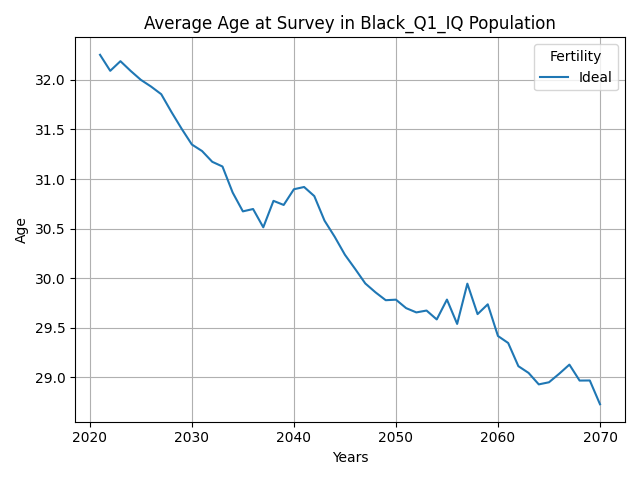 Average Age at Survey in Black_Q1_IQ Population
Fertility
Ideal
Age
32.0
31.5
31.0
30.5
30.0
29.5
29.0
2020
2030
2040
2050
2060
2070
Years